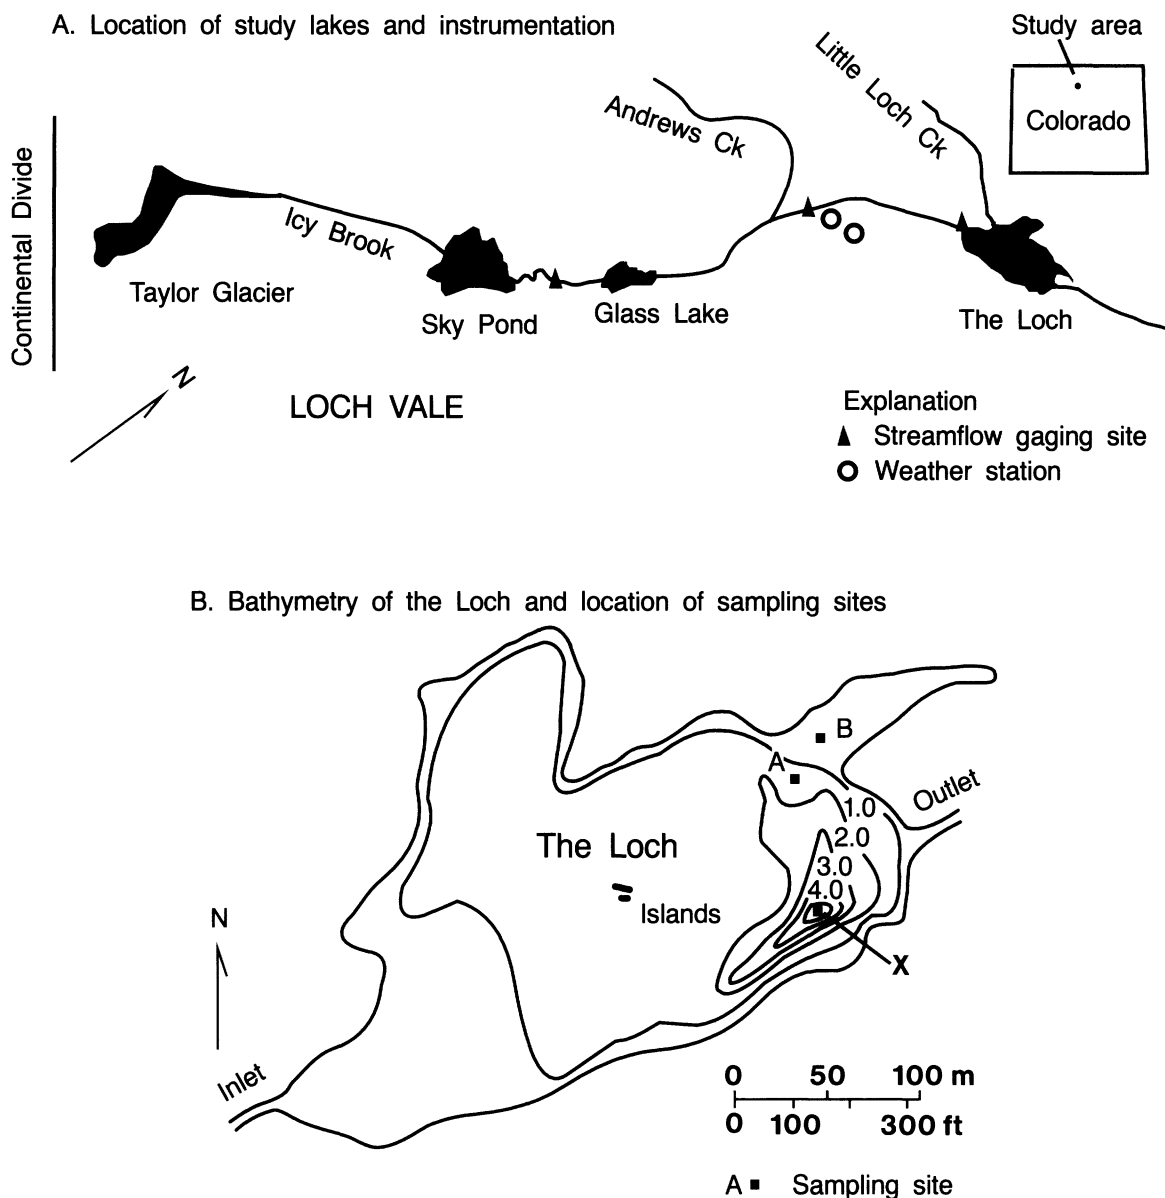 A. Location of study lakes and instrumentation
Study area
Colorado
Little Loch Ck
Andrews Ck
Continental Divide
Icy Brook
Taylor Glacier
Sky Pond
Glass Lake
The Loch
N
LOCH VALE
Explanation
Streamflow gaging site
Weather station
B. Bathymetry of the Loch and location of sampling sites
B
A
Outlet
1.0
2.0
3.0
4.0
The Loch
Islands
X
N
Inlet
0 50 100 m
0 100 300 ft
A Sampling site